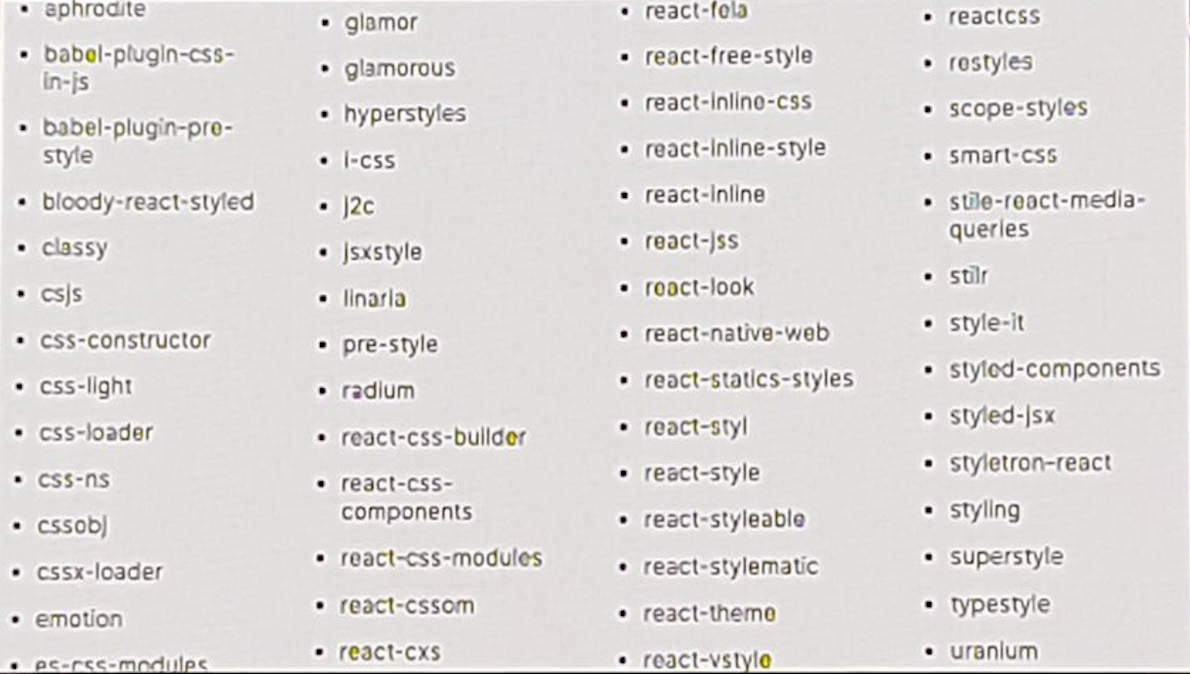 aphrodite
• babel-plugin-css-
in-js
• babel-plugin-pre-
style
• bloody-react-styled
• classy
• csjs
• css-constructor
• css-light
• css-loader
• css-ns
• cssobj
• cssx-loader
• emotion
• es-css-modules
• glamor
• glamorous
• hyperstyles
• i-css
• j2c
• jsxstyle
• linaria
• pre-style
• radium
• react-css-builder
• react-css-
components
• react-css-modules
• react-cssom
• react-cxs
• react-fela
• react-free-style
• react-inline-css
• react-inline-style
• react-inline
• react-jss
• react-look
• react-native-web
• react-statics-styles
• react-styl
• react-style
• react-styleable
• react-stylematic
• react-theme
• react-vstyle
• reactcss
• restyles
• scope-styles
• smart-css
• stile-react-media-
queries
• stilr
• style-it
• styled-components
• styled-jsx
• styletron-react
• styling
• superstyle
• typestyle
• uranium